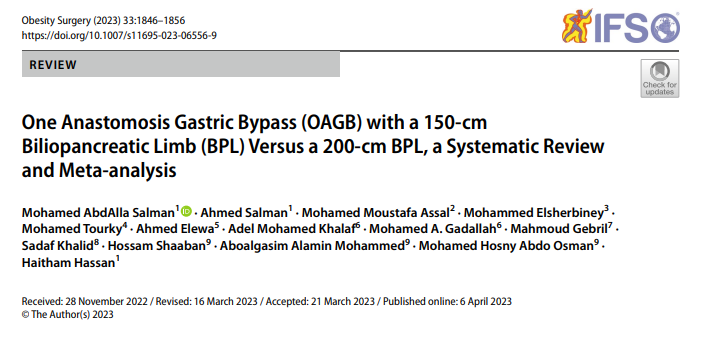 Obesity Surgery (2023) 33:1846–1856
https://doi.org/10.1007/s11695-023-06556-9
IFSO
REVIEW
Check for
updates
One Anastomosis Gastric Bypass (OAGB) with a 150-cm
Biliopancreatic Limb (BPL) Versus a 200-cm BPL, a Systematic Review
and Meta-analysis
Mohamed AbdAlla Salman1 · Ahmed Salman1 · Mohamed Moustafa Assal2 · Mohammed Elsherbiney3 ·
Mohamed Tourky4 · Ahmed Elewa5 · Adel Mohamed Khalaf6 · Mohamed A. Gadallah6 · Mahmoud Gebril7 ·
Sadaf Khalid8 · Hossam Shaaban9 · Aboalgasim Alamin Mohammed9 · Mohamed Hosny Abdo Osman9 ·
Haitham Hassan1
Received: 28 November 2022 / Revised: 16 March 2023 / Accepted: 21 March 2023 / Published online: 6 April 2023
© The Author(s) 2023